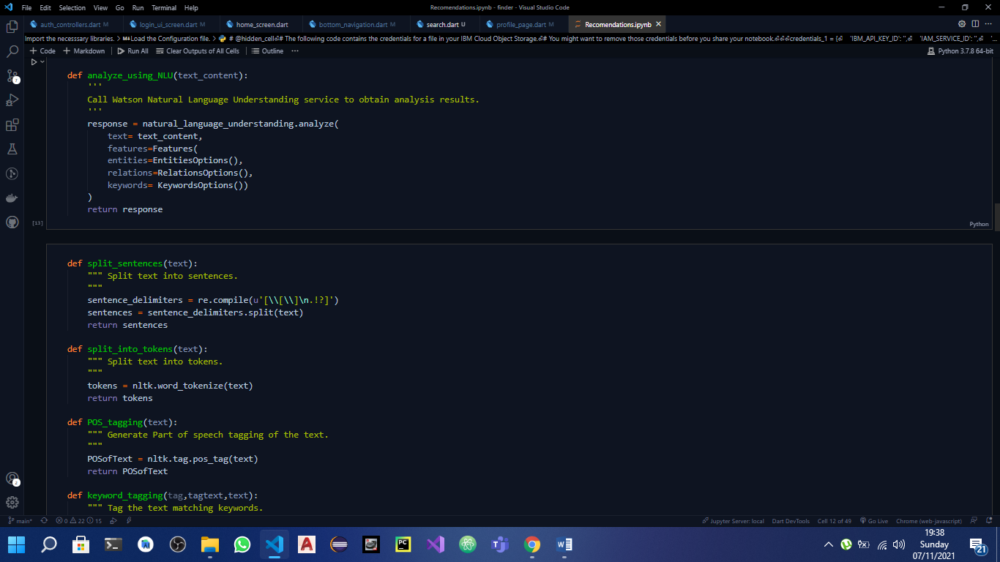 File Edit Selection View Go Run Terminal Help Recomendations.ipynb - finder - Visual Studio Code
auth_controllers.dart M login_ui_screen.dart M home_screen.dart bottom_navigation.dart M search.dart U profile_page.dart M Recomendations.ipynb
Import the necesssary libraries. > M↓Load the Configuration file. > # @hidden_cell⏎# The following code contains the credentials for a file in your IBM Cloud Object Storage.⏎# You might want to remove those credentials before you share your notebook.⏎⏎⏎credentials_1 = {⏎ 'IBM_API_KEY_ID': '',⏎ 'IAM_SERVICE_ID': '',⏎ '...
+ Code + Markdown Run All Clear Outputs of All Cells Outline ... Python 3.7.8 64-bit
def analyze_using_NLU(text_content):
'''
Call Watson Natural Language Understanding service to obtain analysis results.
'''
response = natural_language_understanding.analyze(
text= text_content,
features=Features(
entities=EntitiesOptions(),
relations=RelationsOptions(),
keywords= KeywordsOptions())
)
return response
[13] Python
def split_sentences(text):
""" Split text into sentences.
"""
sentence_delimiters = re.compile(u'[\\[\\]\n.!?]')
sentences = sentence_delimiters.split(text)
return sentences
def split_into_tokens(text):
""" Split text into tokens.
"""
tokens = nltk.word_tokenize(text)
return tokens
def POS_tagging(text):
""" Generate Part of speech tagging of the text.
"""
POSofText = nltk.tag.pos_tag(text)
return POSofText
def keyword_tagging(tag,tagtext,text):
""" Tag the text matching keywords.
7
2
main* 0 22 15 Jupyter Server: local Dart DevTools Cell 12 of 49 Go Live Chrome (web-javascript)
PC
19:38
Sunday
07/11/2021
21